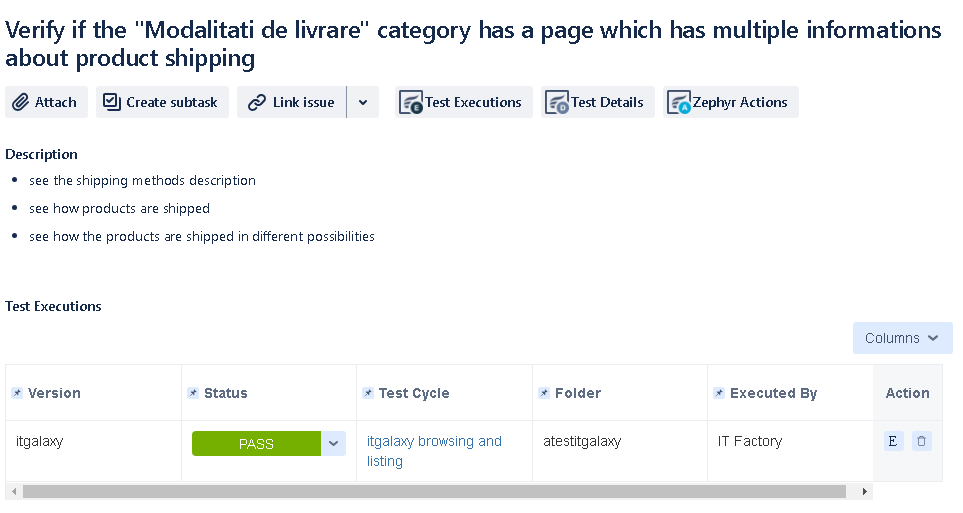 Verify if the "Modalitati de livrare" category has a page which has multiple informations
about product shipping
Attach Create subtask Link issue Test Executions Test Details Zephyr Actions
Description
• see the shipping methods description
• see how products are shipped
• see how the products are shipped in different possibilities
Test Executions
Columns
Version Status Test Cycle Folder Executed By Action
itgalaxy PASS itgalaxy browsing and atestitgalaxy IT Factory E
listing